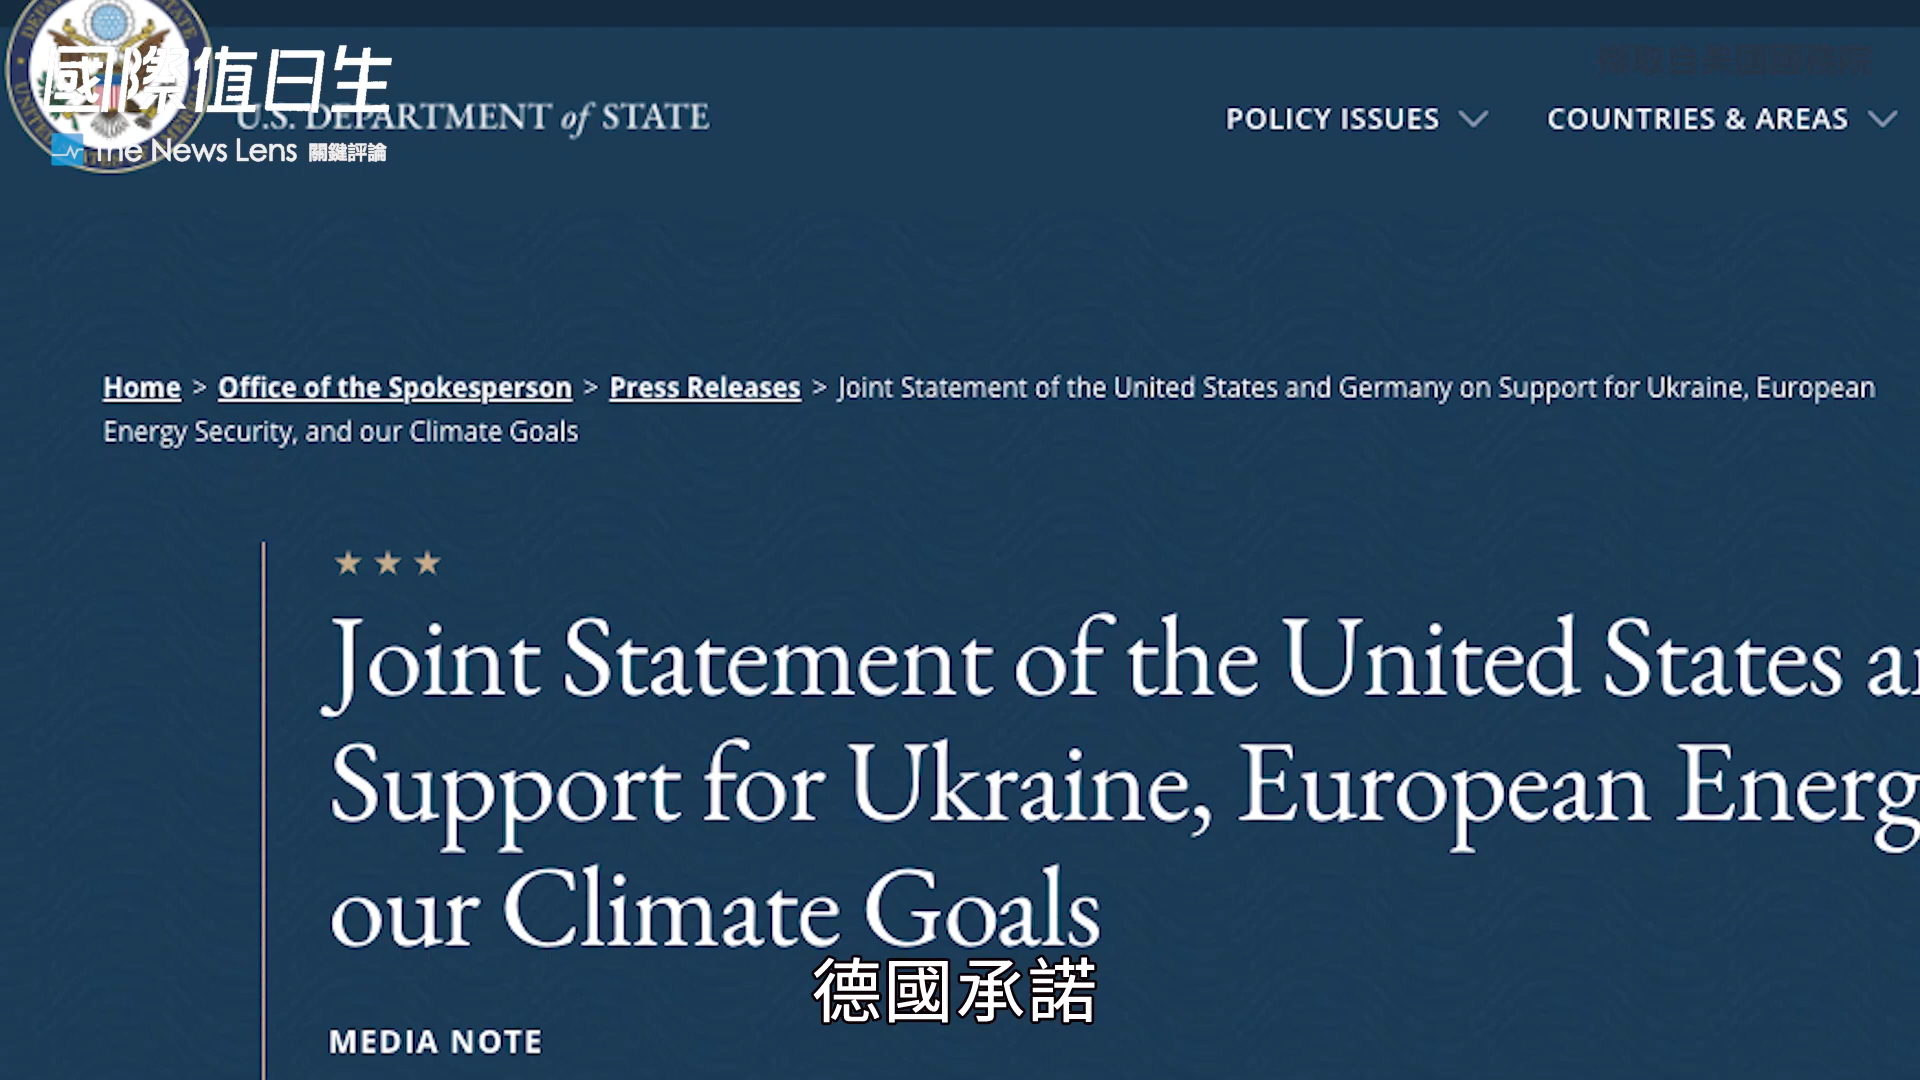 國際值日生
The News Lens 關鍵評論
U.S. DEPARTMENT of STATE
POLICY ISSUES
COUNTRIES & AREAS
Home > Office of the Spokesperson > Press Releases > Joint Statement of the United States and Germany on Support for Ukraine, European
Energy Security, and our Climate Goals
Joint Statement of the United States a
Support for Ukraine, European Energ
our Climate Goals
德國承諾
MEDIA NOTE